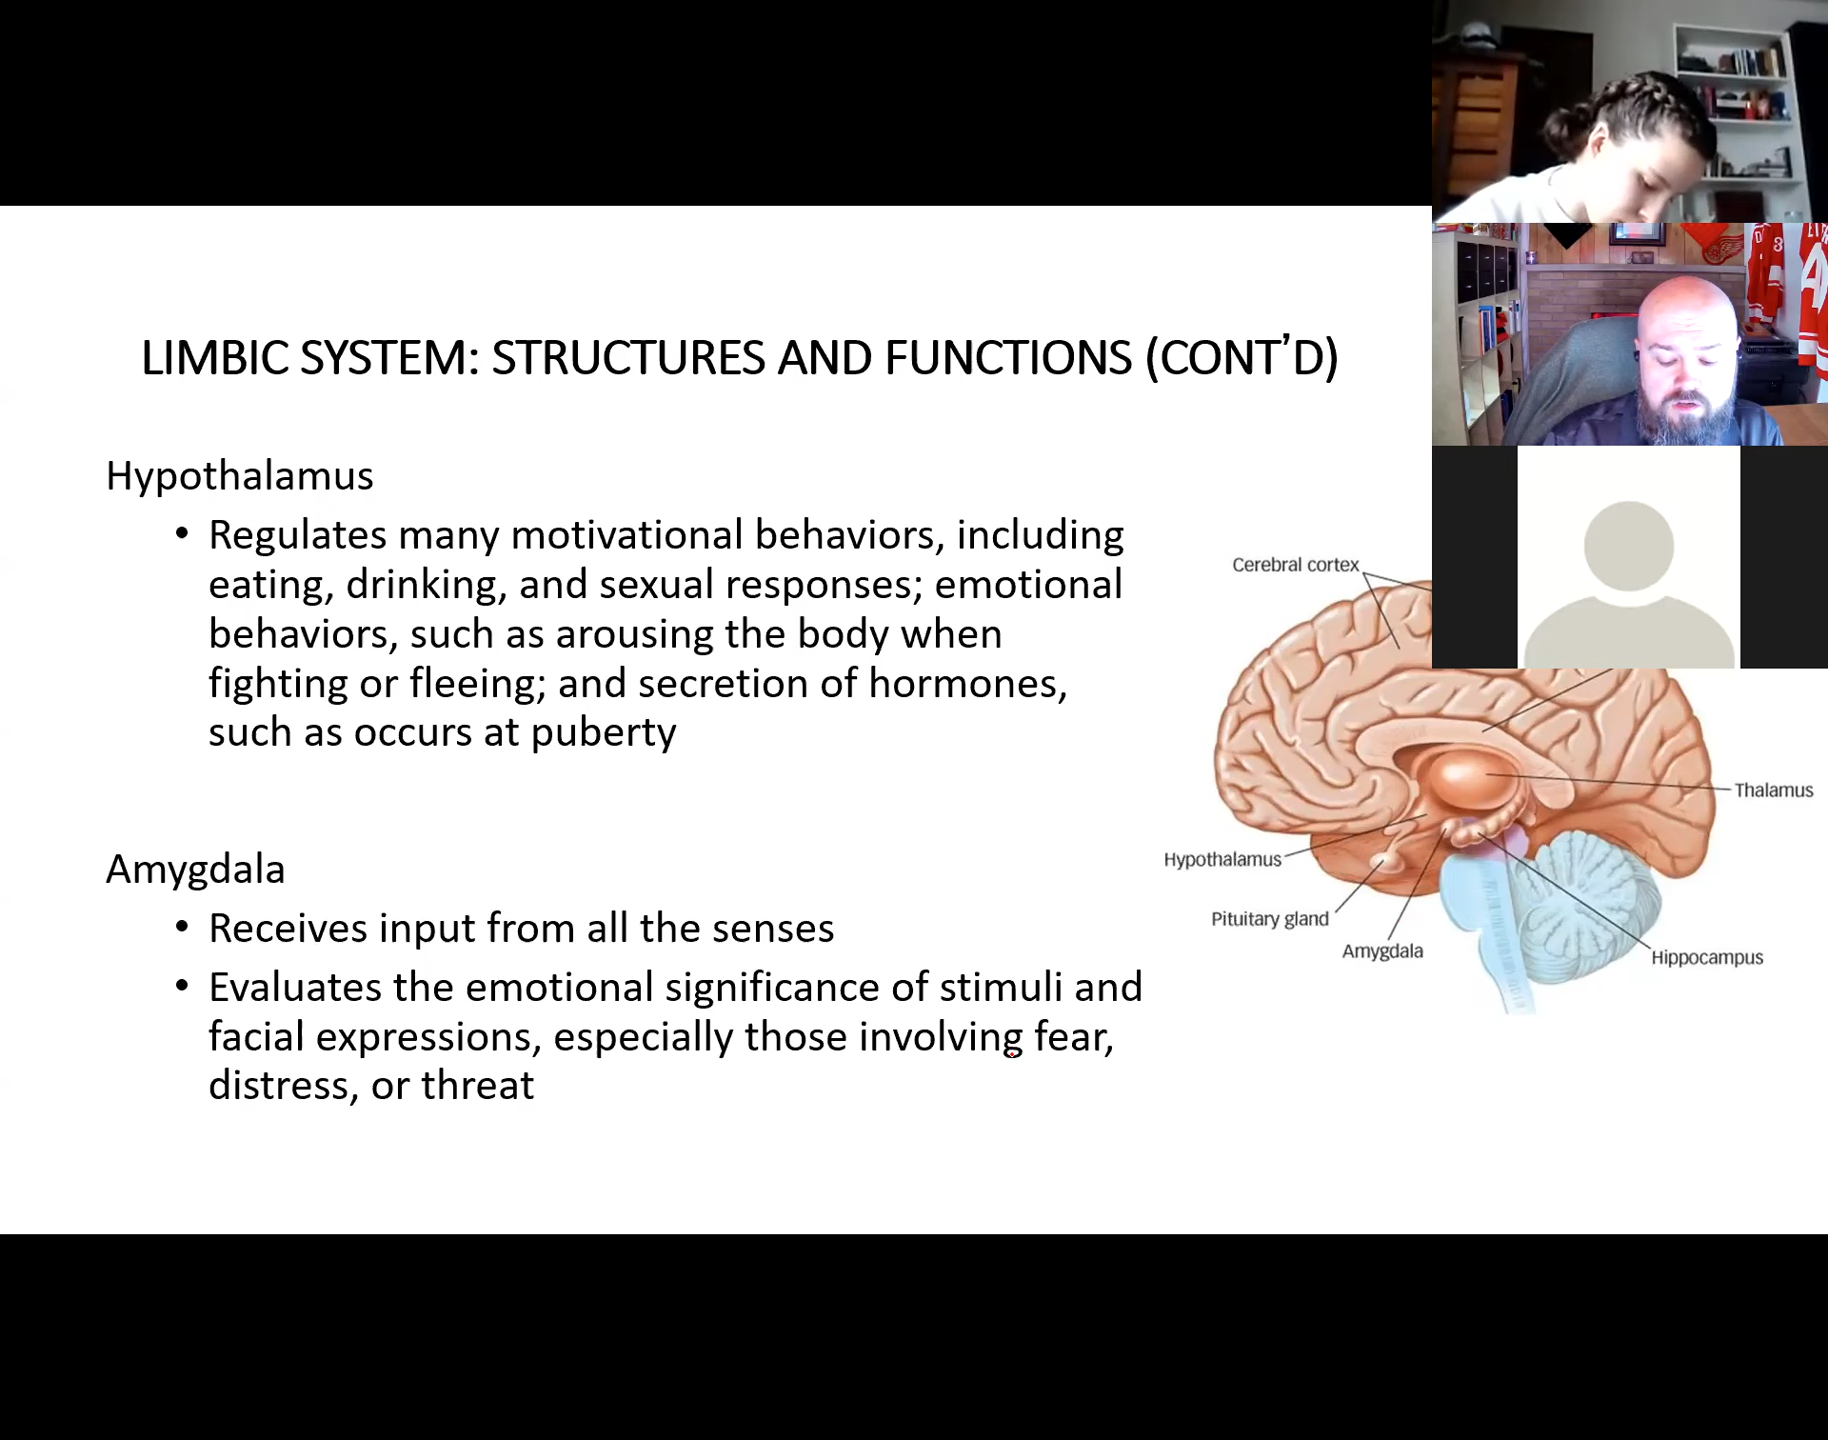 LIMBIC SYSTEM: STRUCTURES AND FUNCTIONS (CONT’D)
Hypothalamus
• Regulates many motivational behaviors, including
eating, drinking, and sexual responses; emotional
behaviors, such as arousing the body when
fighting or fleeing; and secretion of hormones,
such as occurs at puberty
Amygdala
• Receives input from all the senses
• Evaluates the emotional significance of stimuli and
facial expressions, especially those involving fear,
distress, or threat
Cerebral cortex
Thalamus
Hypothalamus
Pituitary gland
Amygdala
Hippocampus